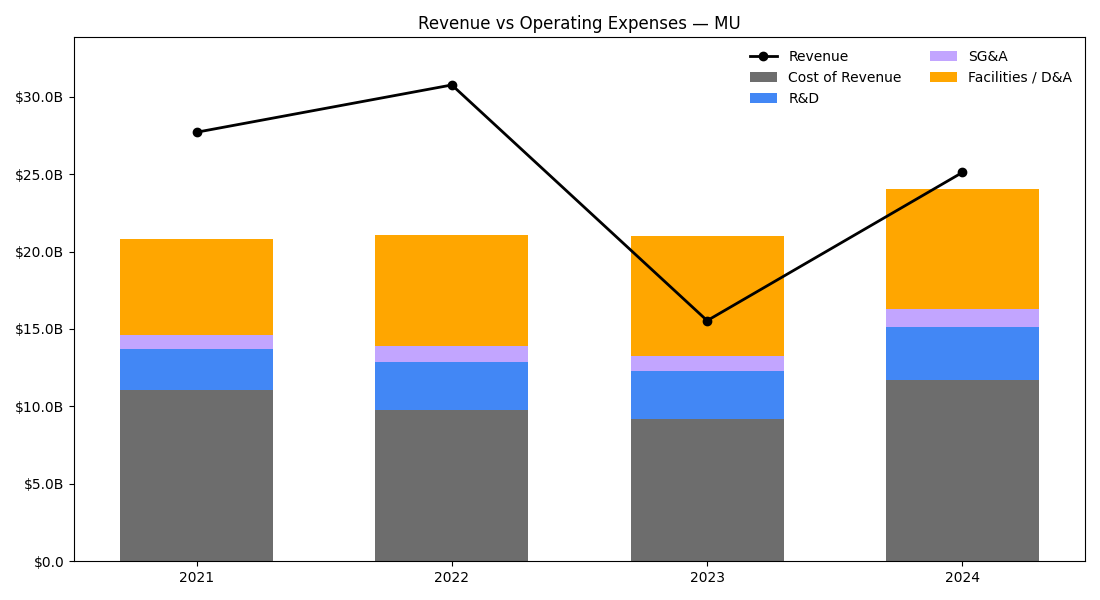 Revenue vs Operating Expenses — MU
Revenue
Cost of Revenue
R&D
SG&A
Facilities / D&A
$30.0B
$25.0B
$20.0B
$15.0B
$10.0B
$5.0B
$0.0
2021
2022
2023
2024